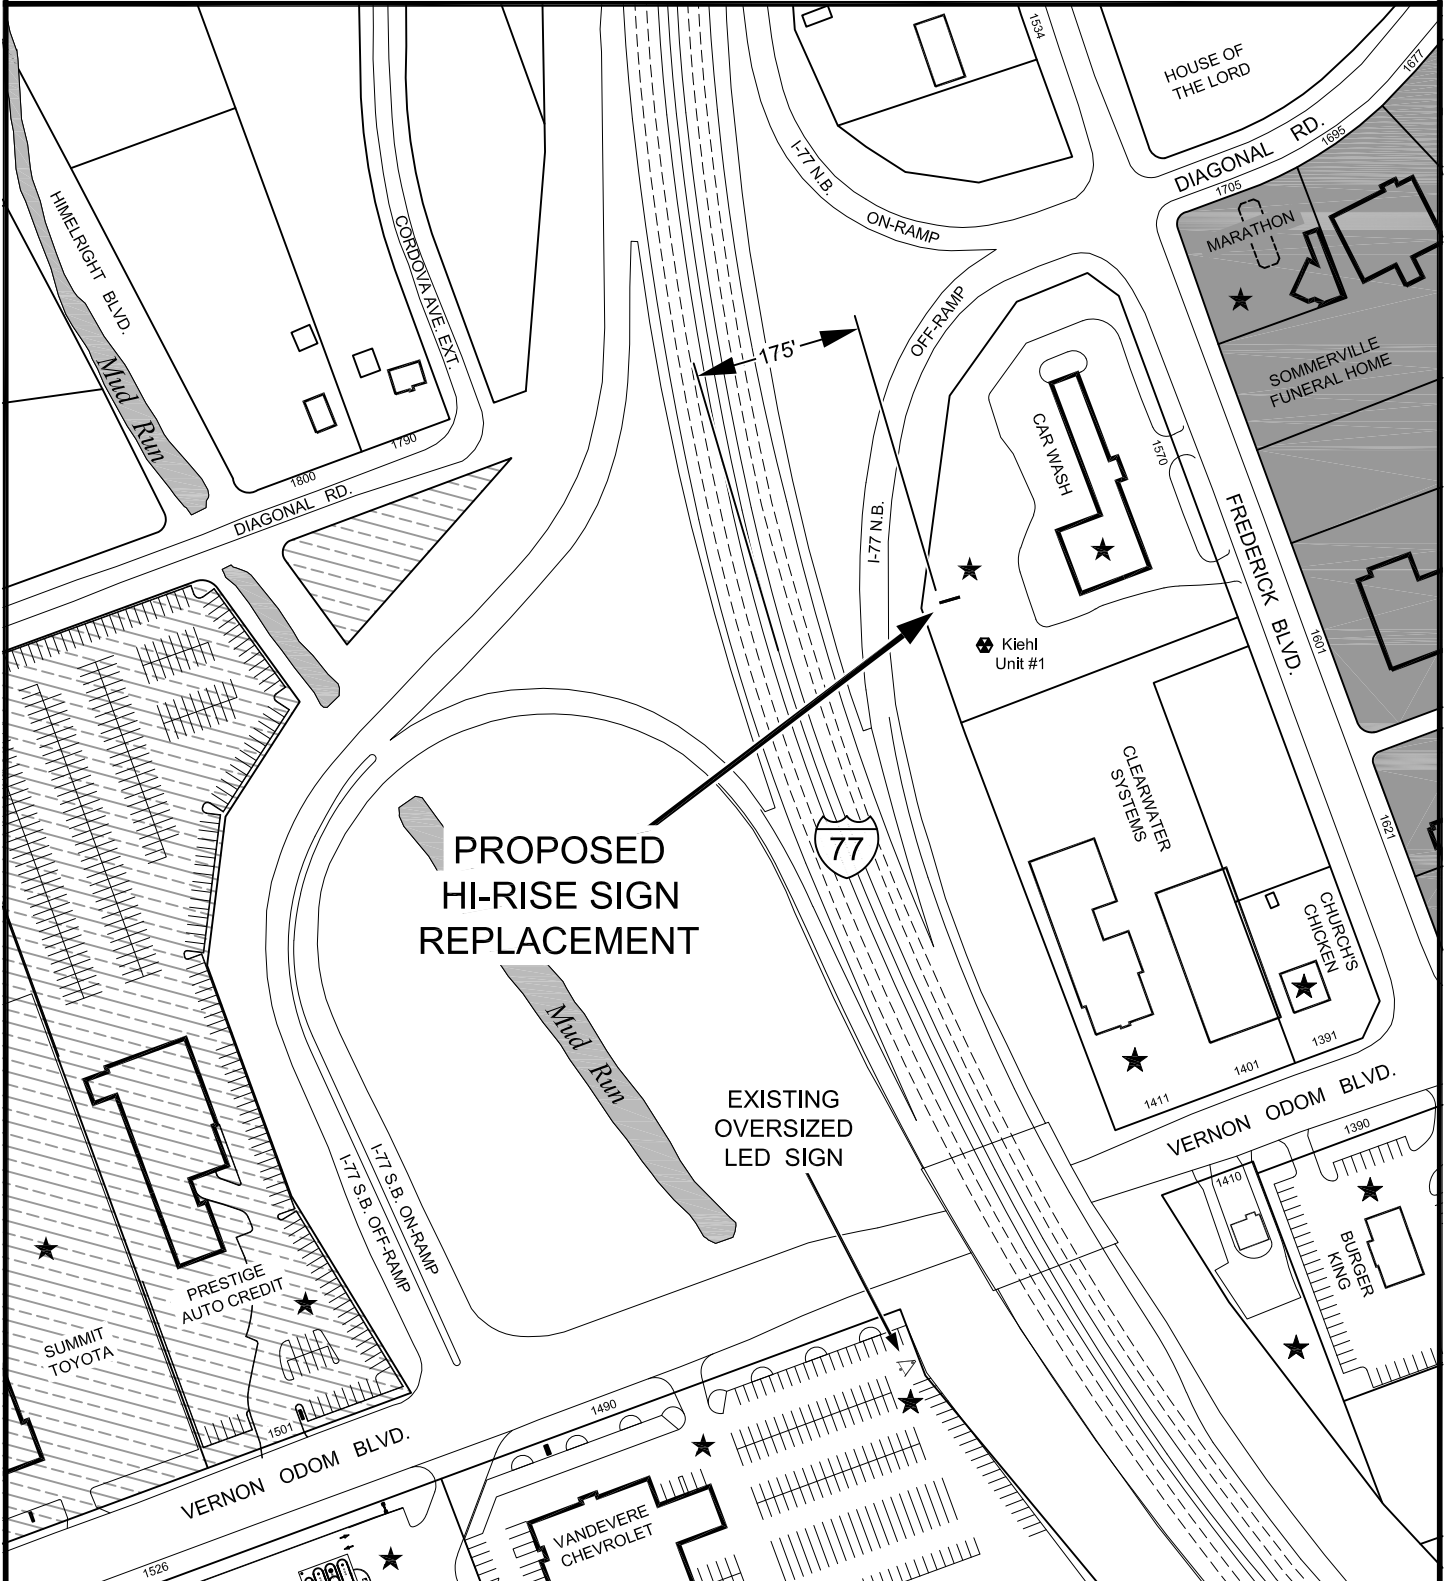 1534
HOUSE OF
THE LORD
1677
DIAGONAL RD.
1695
1705
I-77 N.B.
ON-RAMP
MARATHON
HIMELRIGHT BLVD.
CORDOVA AVE. EXT.
OFF-RAMP
175'
SOMMERVILLE
FUNERAL HOME
Mud Run
CAR WASH
1570
1790
1800
DIAGONAL RD.
I-77 N.B.
FREDERICK BLVD.
1601
Kiehl
Unit #1
CLEARWATER
SYSTEMS
1621
77
PROPOSED
HI-RISE SIGN
REPLACEMENT
CHURCH'S
CHICKEN
Mud Run
1391
1401
1411
VERNON ODOM BLVD.
EXISTING
OVERSIZED
LED SIGN
1390
1410
I-77 S.B. ON-RAMP
I-77 S.B. OFF-RAMP
BURGER
KING
PRESTIGE
AUTO CREDIT
SUMMIT
TOYOTA
1490
1501
VERNON ODOM BLVD.
VANDEVERE
CHEVROLET
1526